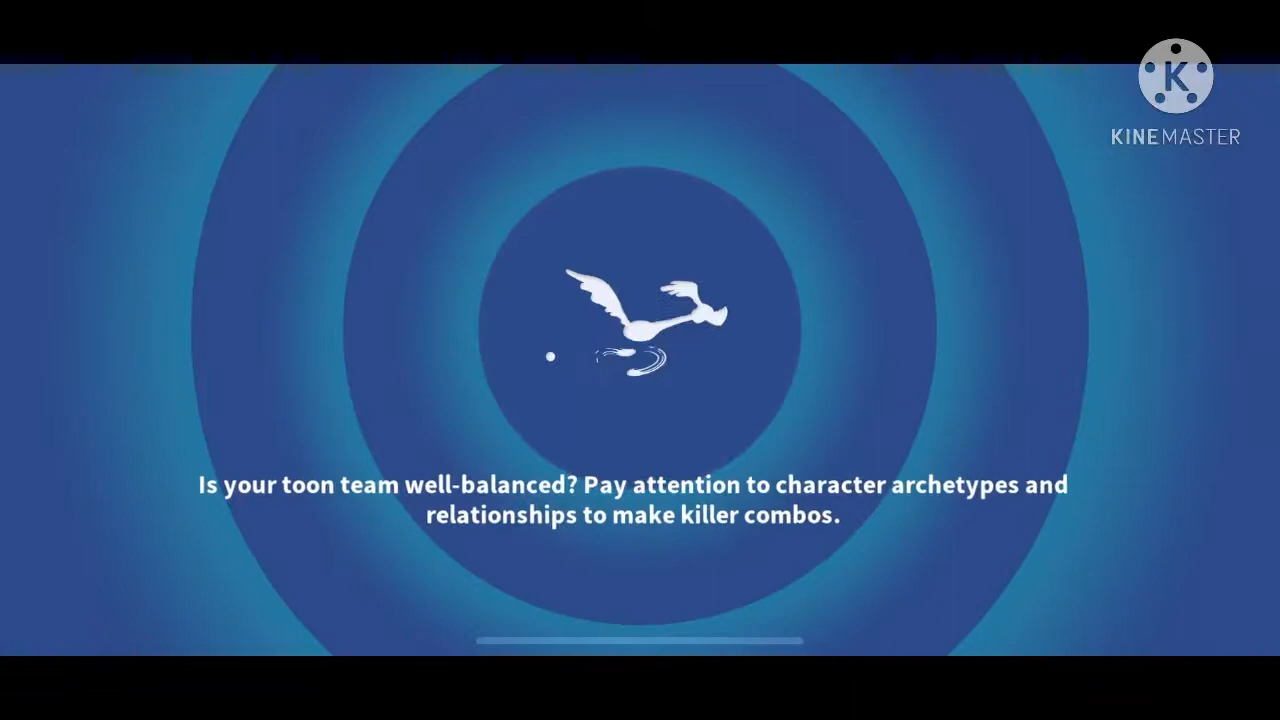 K
KINEMASTER
Is your toon team well-balanced? Pay attention to character archetypes and
relationships to make killer combos.